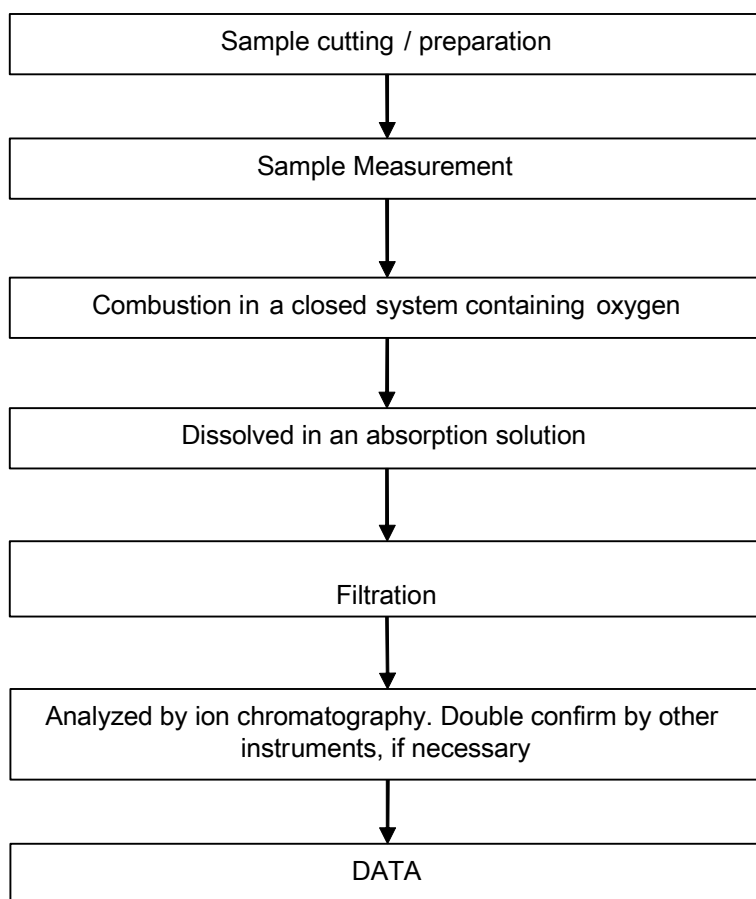 Sample cutting / preparation
Sample Measurement
Combustion in a closed system containing oxygen
Dissolved in an absorption solution
Filtration
Analyzed by ion chromatography. Double confirm by other
instruments, if necessary
DATA